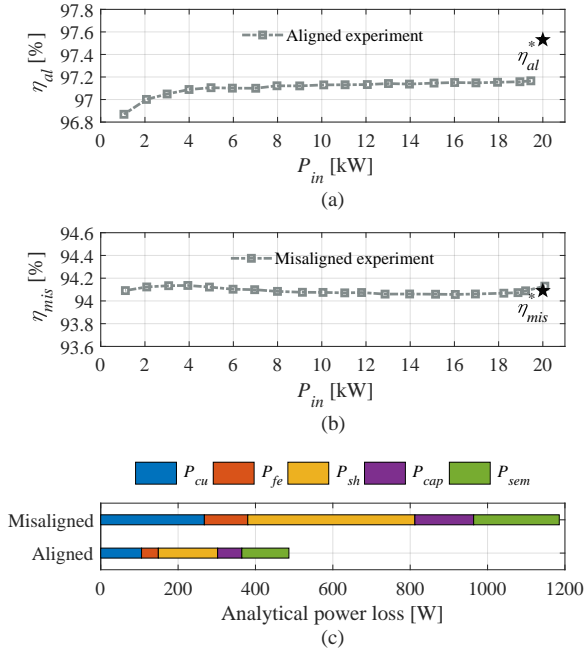 97.8
97.6
97.4
97.2
97
96.8
η_al [%]
Aligned experiment
η*_al
0 2 4 6 8 10 12 14 16 18 20
P_in [kW]
(a)
94.6
94.4
94.2
94
93.8
93.6
η_mis [%]
Misaligned experiment
η*_mis
0 2 4 6 8 10 12 14 16 18 20
P_in [kW]
(b)
P_cu P_fe P_sh P_cap P_sem
Misaligned
Aligned
0 200 400 600 800 1000 1200
Analytical power loss [W]
(c)